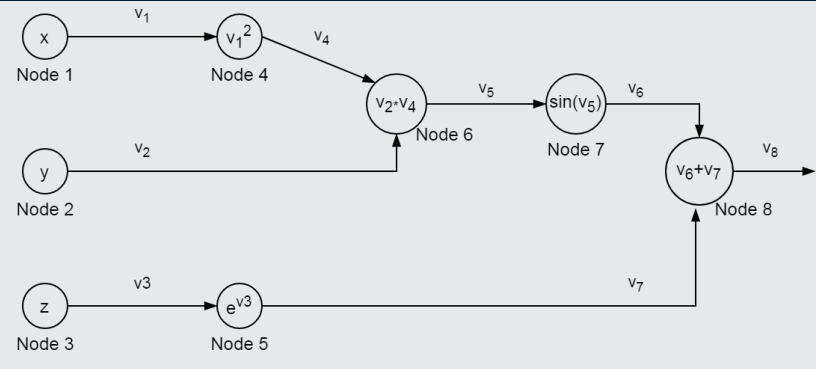 v₁
x
v₁²
v₄
Node 1
Node 4
v₂*v₄
v₅
sin(v₅)
v₆
Node 6
Node 7
v₂
y
v₆+v₇
v₈
Node 2
Node 8
v3
z
e^v3
v₇
Node 3
Node 5